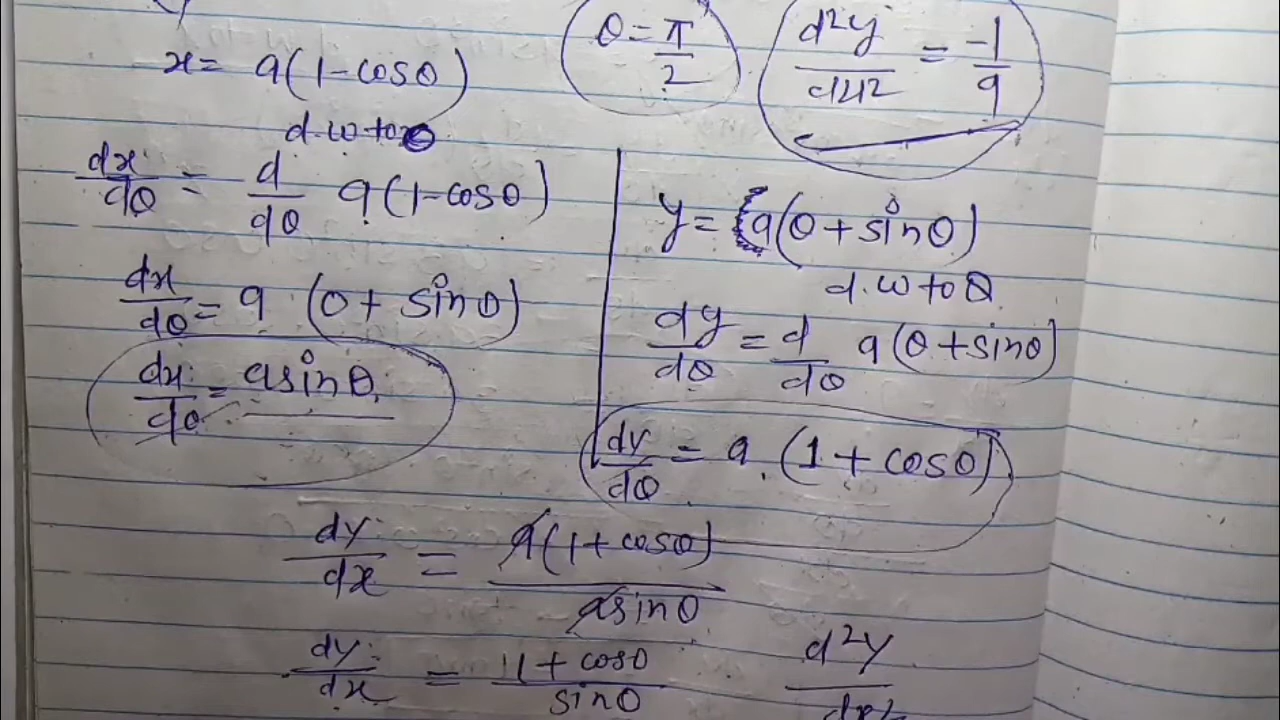 θ = π/2
d²y/dx² = -1/a
x = a(1-cosθ)
d.w to θ
dx/dθ = d/dθ a(1-cosθ)
dx/dθ = a (0 + sinθ)
dx/dθ = a sinθ
y = a(θ + sinθ)
d.w to θ
dy/dθ = d/dθ a(θ + sinθ)
dy/dθ = a.(1 + cosθ)
dy/dx = a(1 + cosθ)/a sinθ
dy/dx = 1 + cosθ/sinθ
d²y/dx²